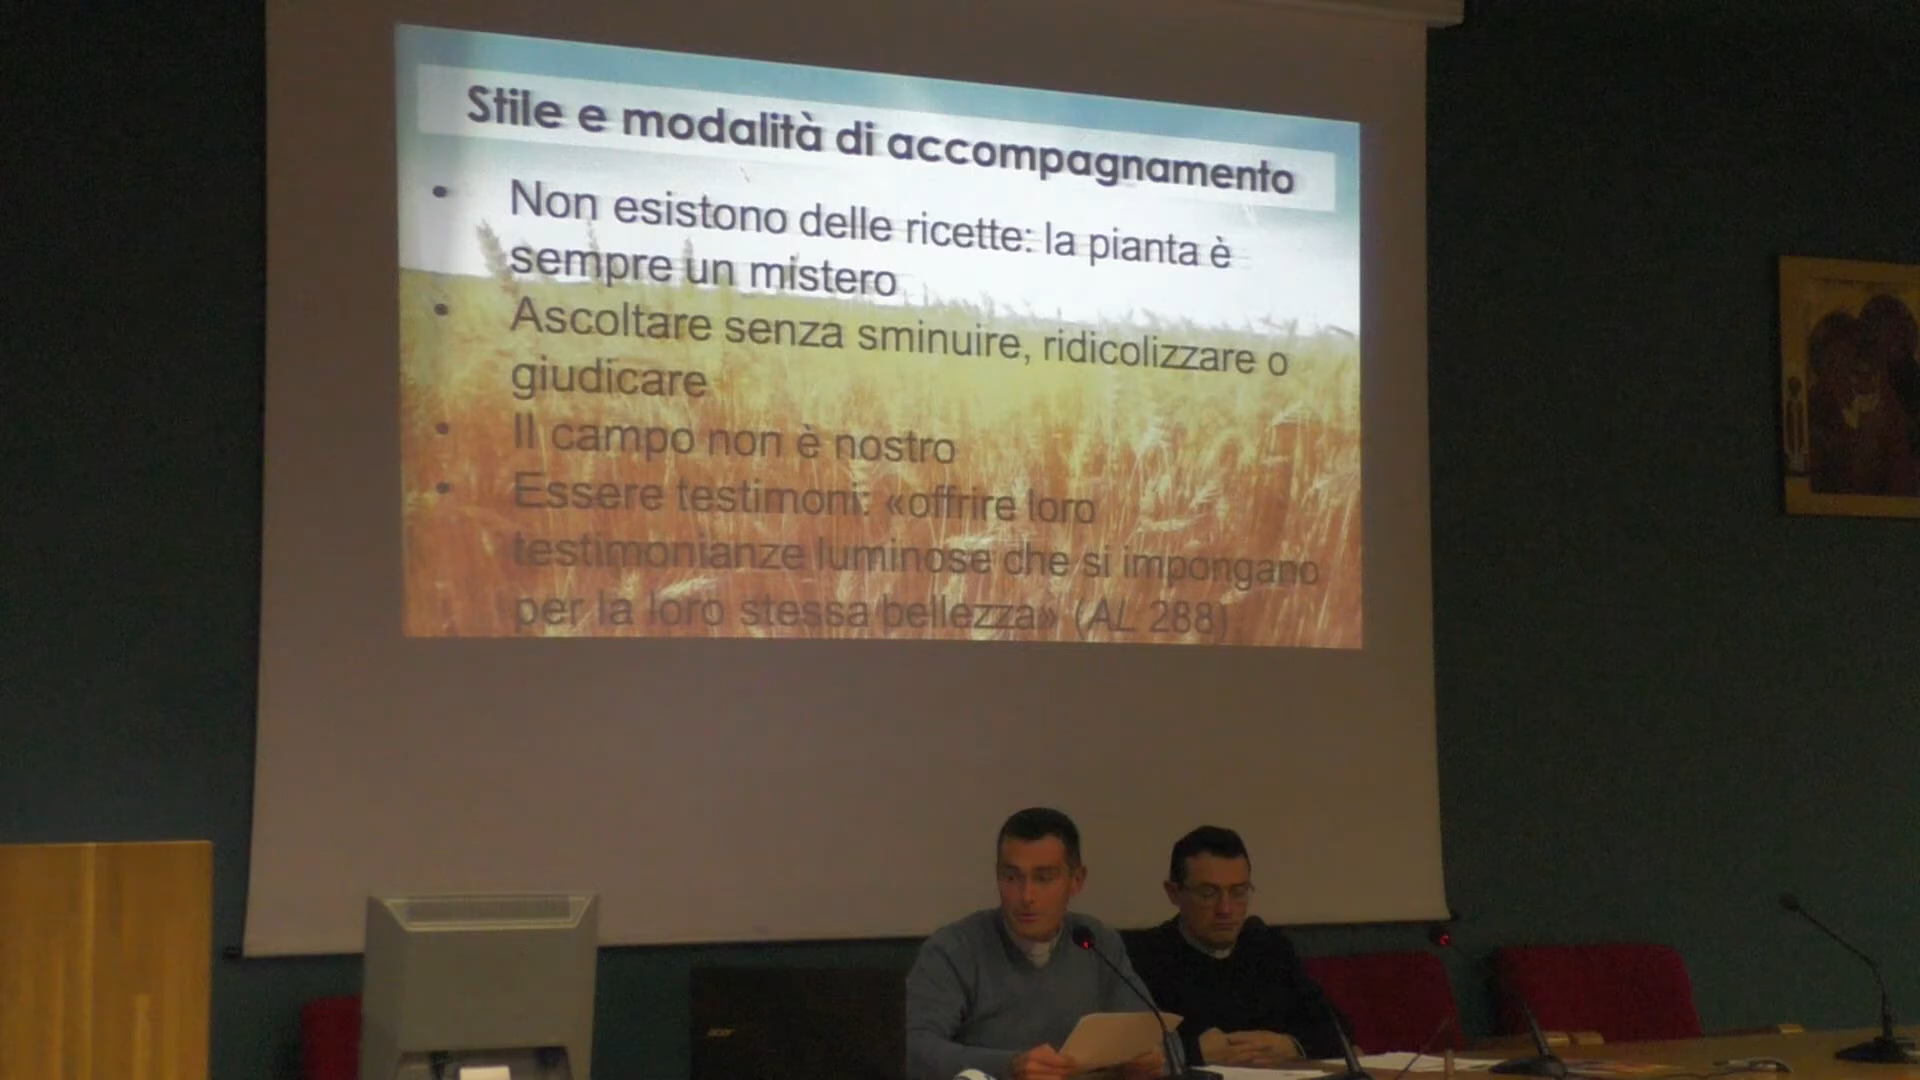 Stile e modalità di accompagnamento
• Non esistono delle ricette: la pianta è
sempre un mistero
• Ascoltare senza sminuire, ridicolizzare o
giudicare
• Il campo non è nostro
• Essere testimoni: «offrire loro
testimonianze luminose che si impongano
per la loro stessa bellezza» (AL 288)
acer